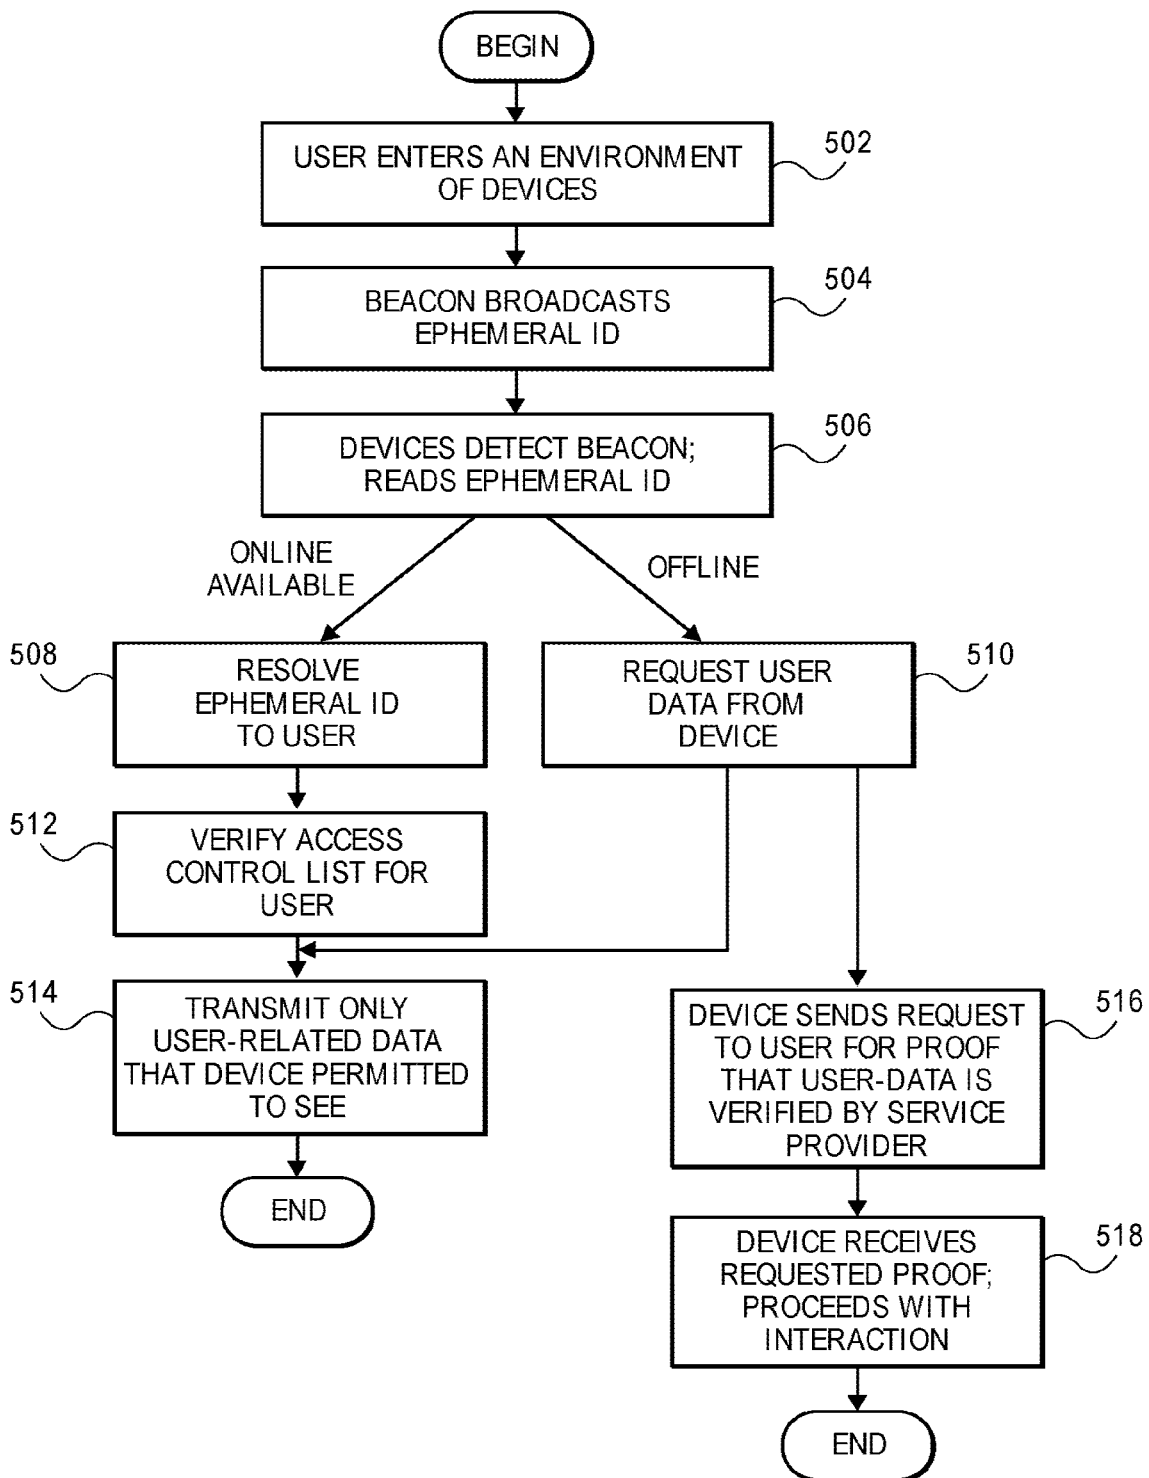 BEGIN
USER ENTERS AN ENVIRONMENT
OF DEVICES
502
BEACON BROADCASTS
EPHEMERAL ID
504
DEVICES DETECT BEACON;
READS EPHEMERAL ID
506
ONLINE
AVAILABLE
OFFLINE
508
RESOLVE
EPHEMERAL ID
TO USER
REQUEST USER
DATA FROM
DEVICE
510
512
VERIFY ACCESS
CONTROL LIST FOR
USER
514
TRANSMIT ONLY
USER-RELATED DATA
THAT DEVICE PERMITTED
TO SEE
END
DEVICE SENDS REQUEST
TO USER FOR PROOF
THAT USER-DATA IS
VERIFIED BY SERVICE
PROVIDER
516
DEVICE RECEIVES
REQUESTED PROOF;
PROCEEDS WITH
INTERACTION
518
END